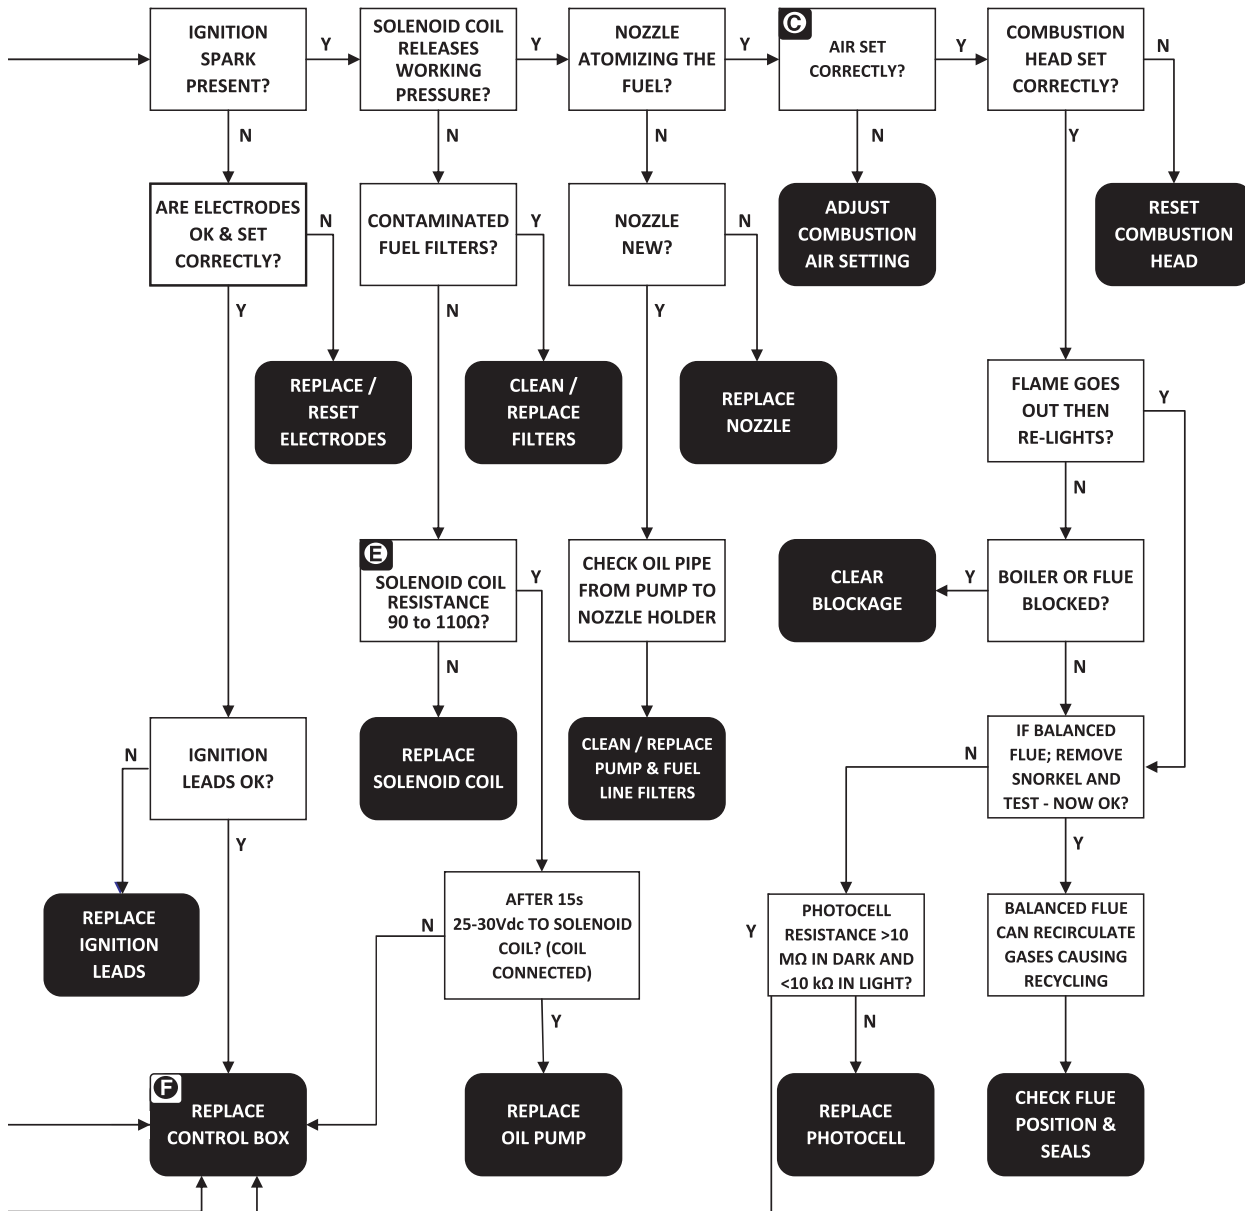 IGNITION
SPARK
PRESENT?
Y
SOLENOID COIL
RELEASES
WORKING
PRESSURE?
Y
NOZZLE
ATOMIZING THE
FUEL?
Y
C
AIR SET
CORRECTLY?
Y
COMBUSTION
HEAD SET
CORRECTLY?
N
N
N
N
N
Y
ARE ELECTRODES
OK & SET
CORRECTLY?
N
CONTAMINATED
FUEL FILTERS?
Y
NOZZLE
NEW?
N
ADJUST
COMBUSTION
AIR SETTING
RESET
COMBUSTION
HEAD
Y
N
Y
REPLACE /
RESET
ELECTRODES
CLEAN /
REPLACE
FILTERS
REPLACE
NOZZLE
FLAME GOES
OUT THEN
RE-LIGHTS?
Y
N
E
SOLENOID COIL
RESISTANCE
90 to 110Ω?
Y
CHECK OIL PIPE
FROM PUMP TO
NOZZLE HOLDER
CLEAR
BLOCKAGE
Y
BOILER OR FLUE
BLOCKED?
N
N
N
IGNITION
LEADS OK?
REPLACE
SOLENOID COIL
CLEAN / REPLACE
PUMP & FUEL
LINE FILTERS
N
IF BALANCED
FLUE; REMOVE
SNORKEL AND
TEST - NOW OK?
Y
Y
REPLACE
IGNITION
LEADS
N
AFTER 15s
25-30Vdc TO SOLENOID
COIL? (COIL
CONNECTED)
Y
PHOTOCELL
RESISTANCE >10
MΩ IN DARK AND
<10 kΩ IN LIGHT?
BALANCED FLUE
CAN RECIRCULATE
GASES CAUSING
RECYCLING
Y
N
F
REPLACE
CONTROL BOX
REPLACE
OIL PUMP
REPLACE
PHOTOCELL
CHECK FLUE
POSITION &
SEALS